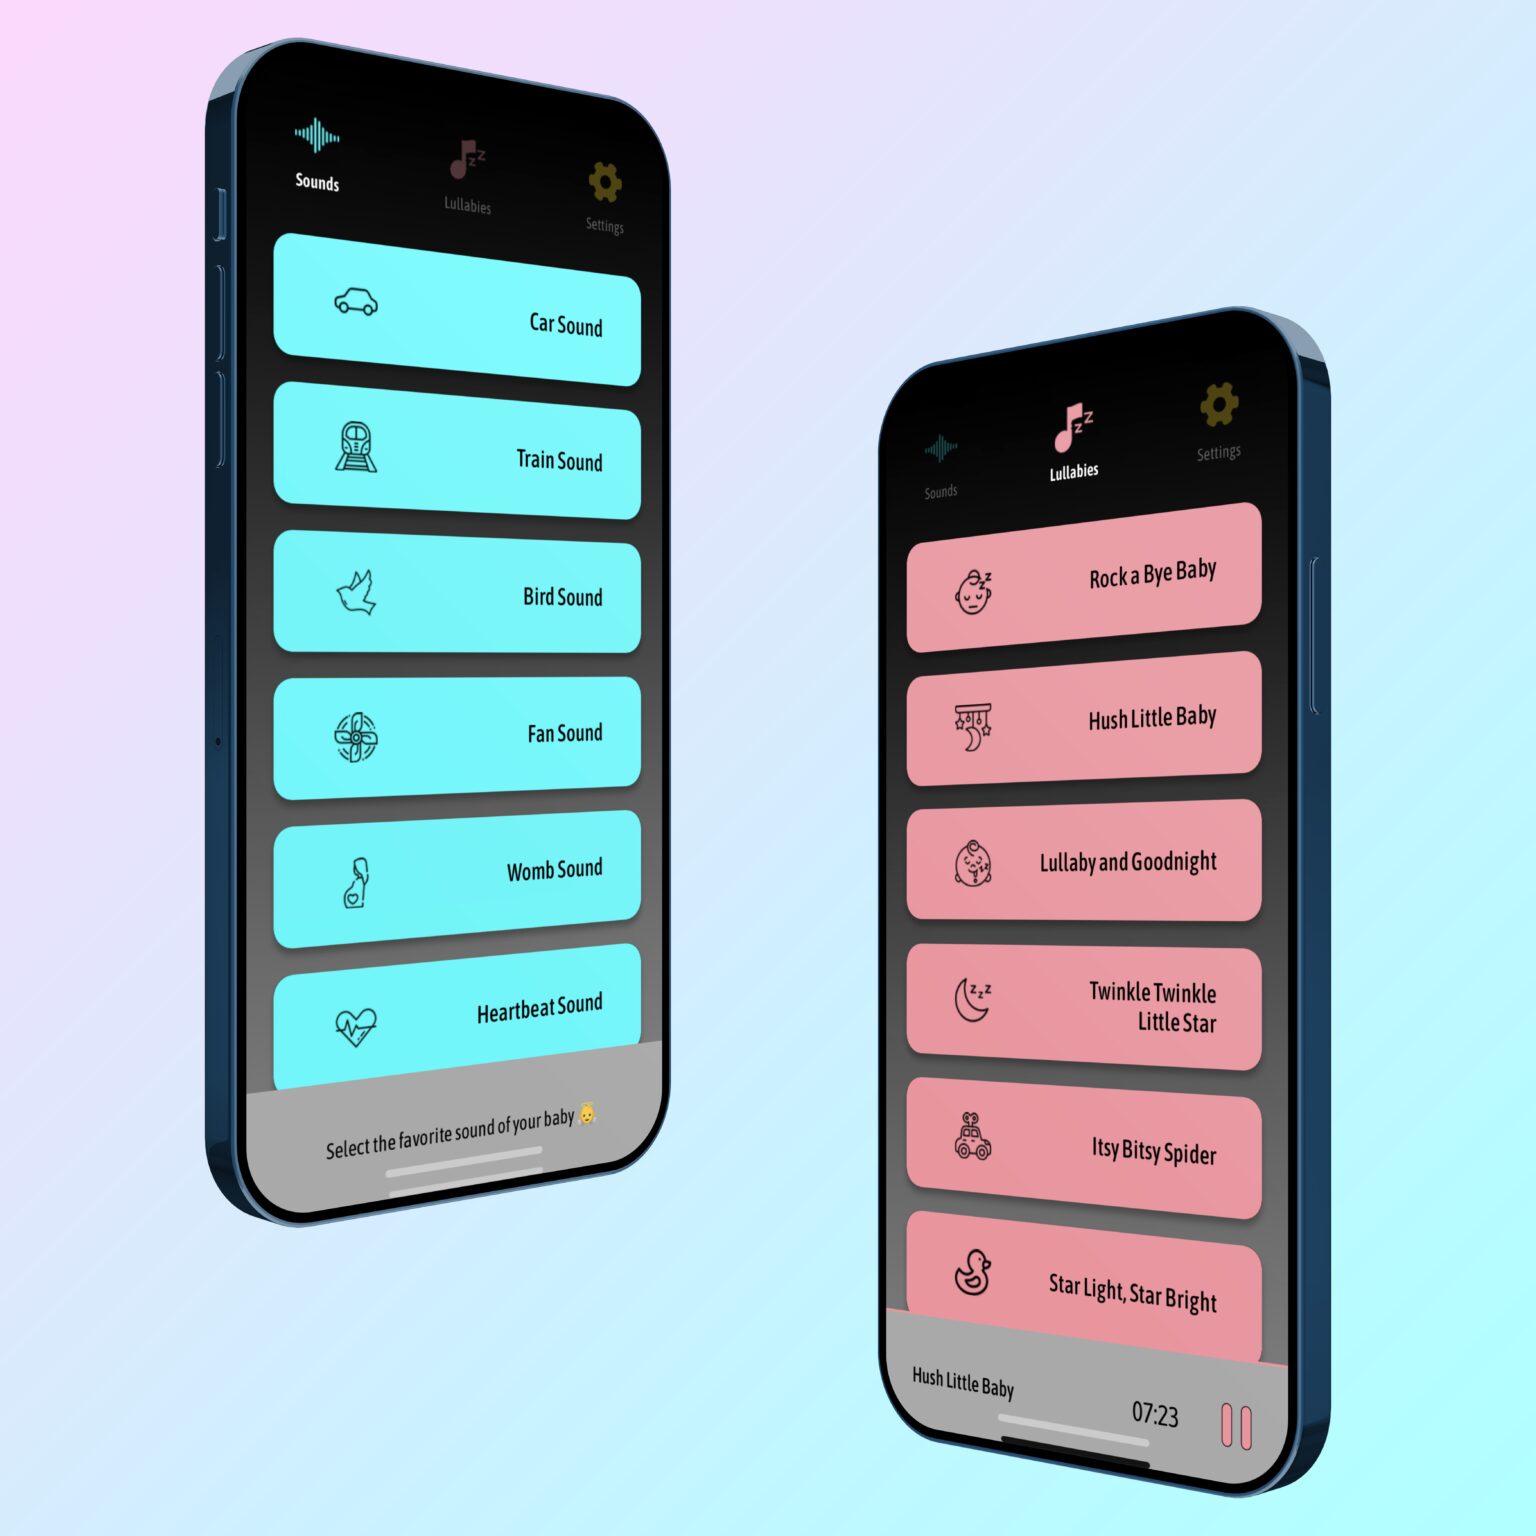 Sounds
Lullabies
Settings
Car Sound
Train Sound
Bird Sound
Fan Sound
Womb Sound
Heartbeat Sound
Select the favorite sound of your baby 👼
Sounds
Lullabies
Settings
Rock a Bye Baby
Hush Little Baby
Lullaby and Goodnight
Twinkle Twinkle
Little Star
Itsy Bitsy Spider
Star Light, Star Bright
Hush Little Baby
07:23